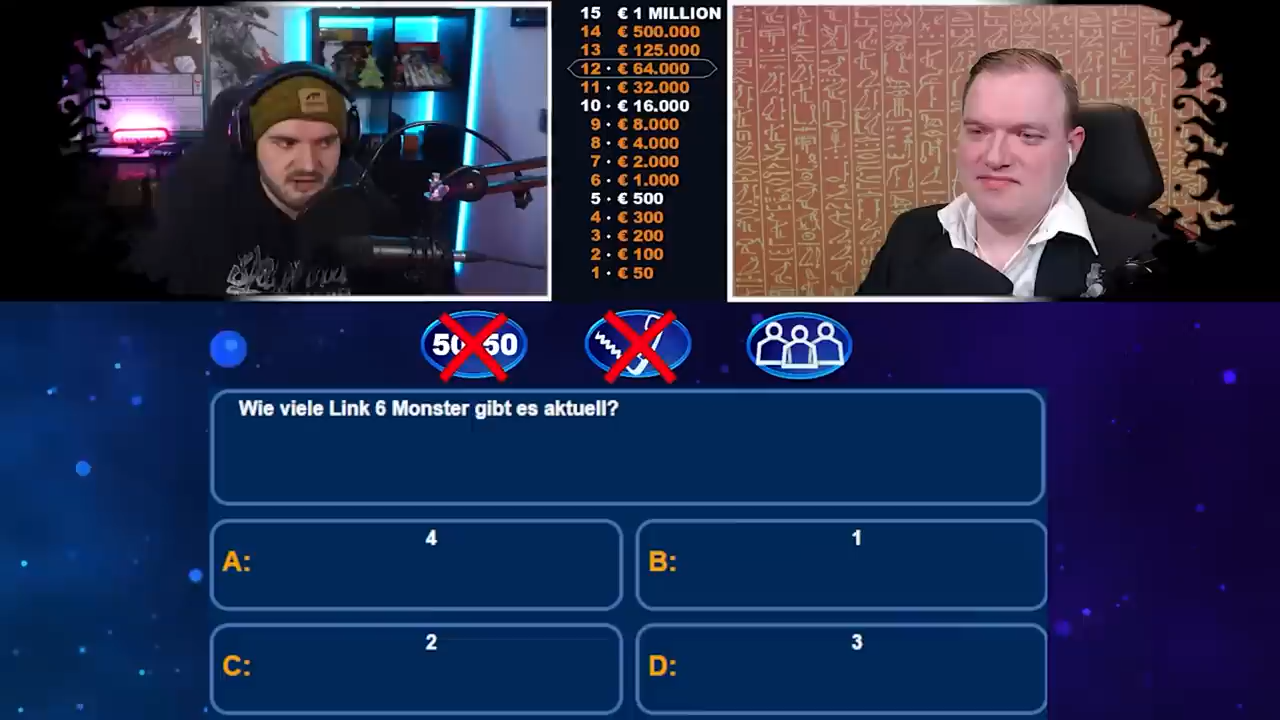 15 € 1 MILLION
14 € 500.000
13 € 125.000
12 · € 64.000
11 · € 32.000
10 · € 16.000
9 · € 8.000
8 · € 4.000
7 · € 2.000
6 · € 1.000
5 · € 500
4 · € 300
3 · € 200
2 · € 100
1 · € 50
50 50
Wie viele Link 6 Monster gibt es aktuell?
A: 4
B: 1
C: 2
D: 3